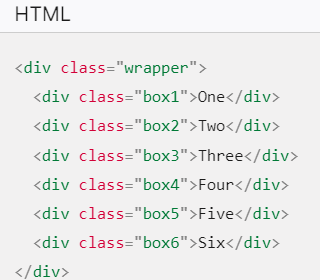 HTML
<div class="wrapper">
  <div class="box1">One</div>
  <div class="box2">Two</div>
  <div class="box3">Three</div>
  <div class="box4">Four</div>
  <div class="box5">Five</div>
  <div class="box6">Six</div>
</div>